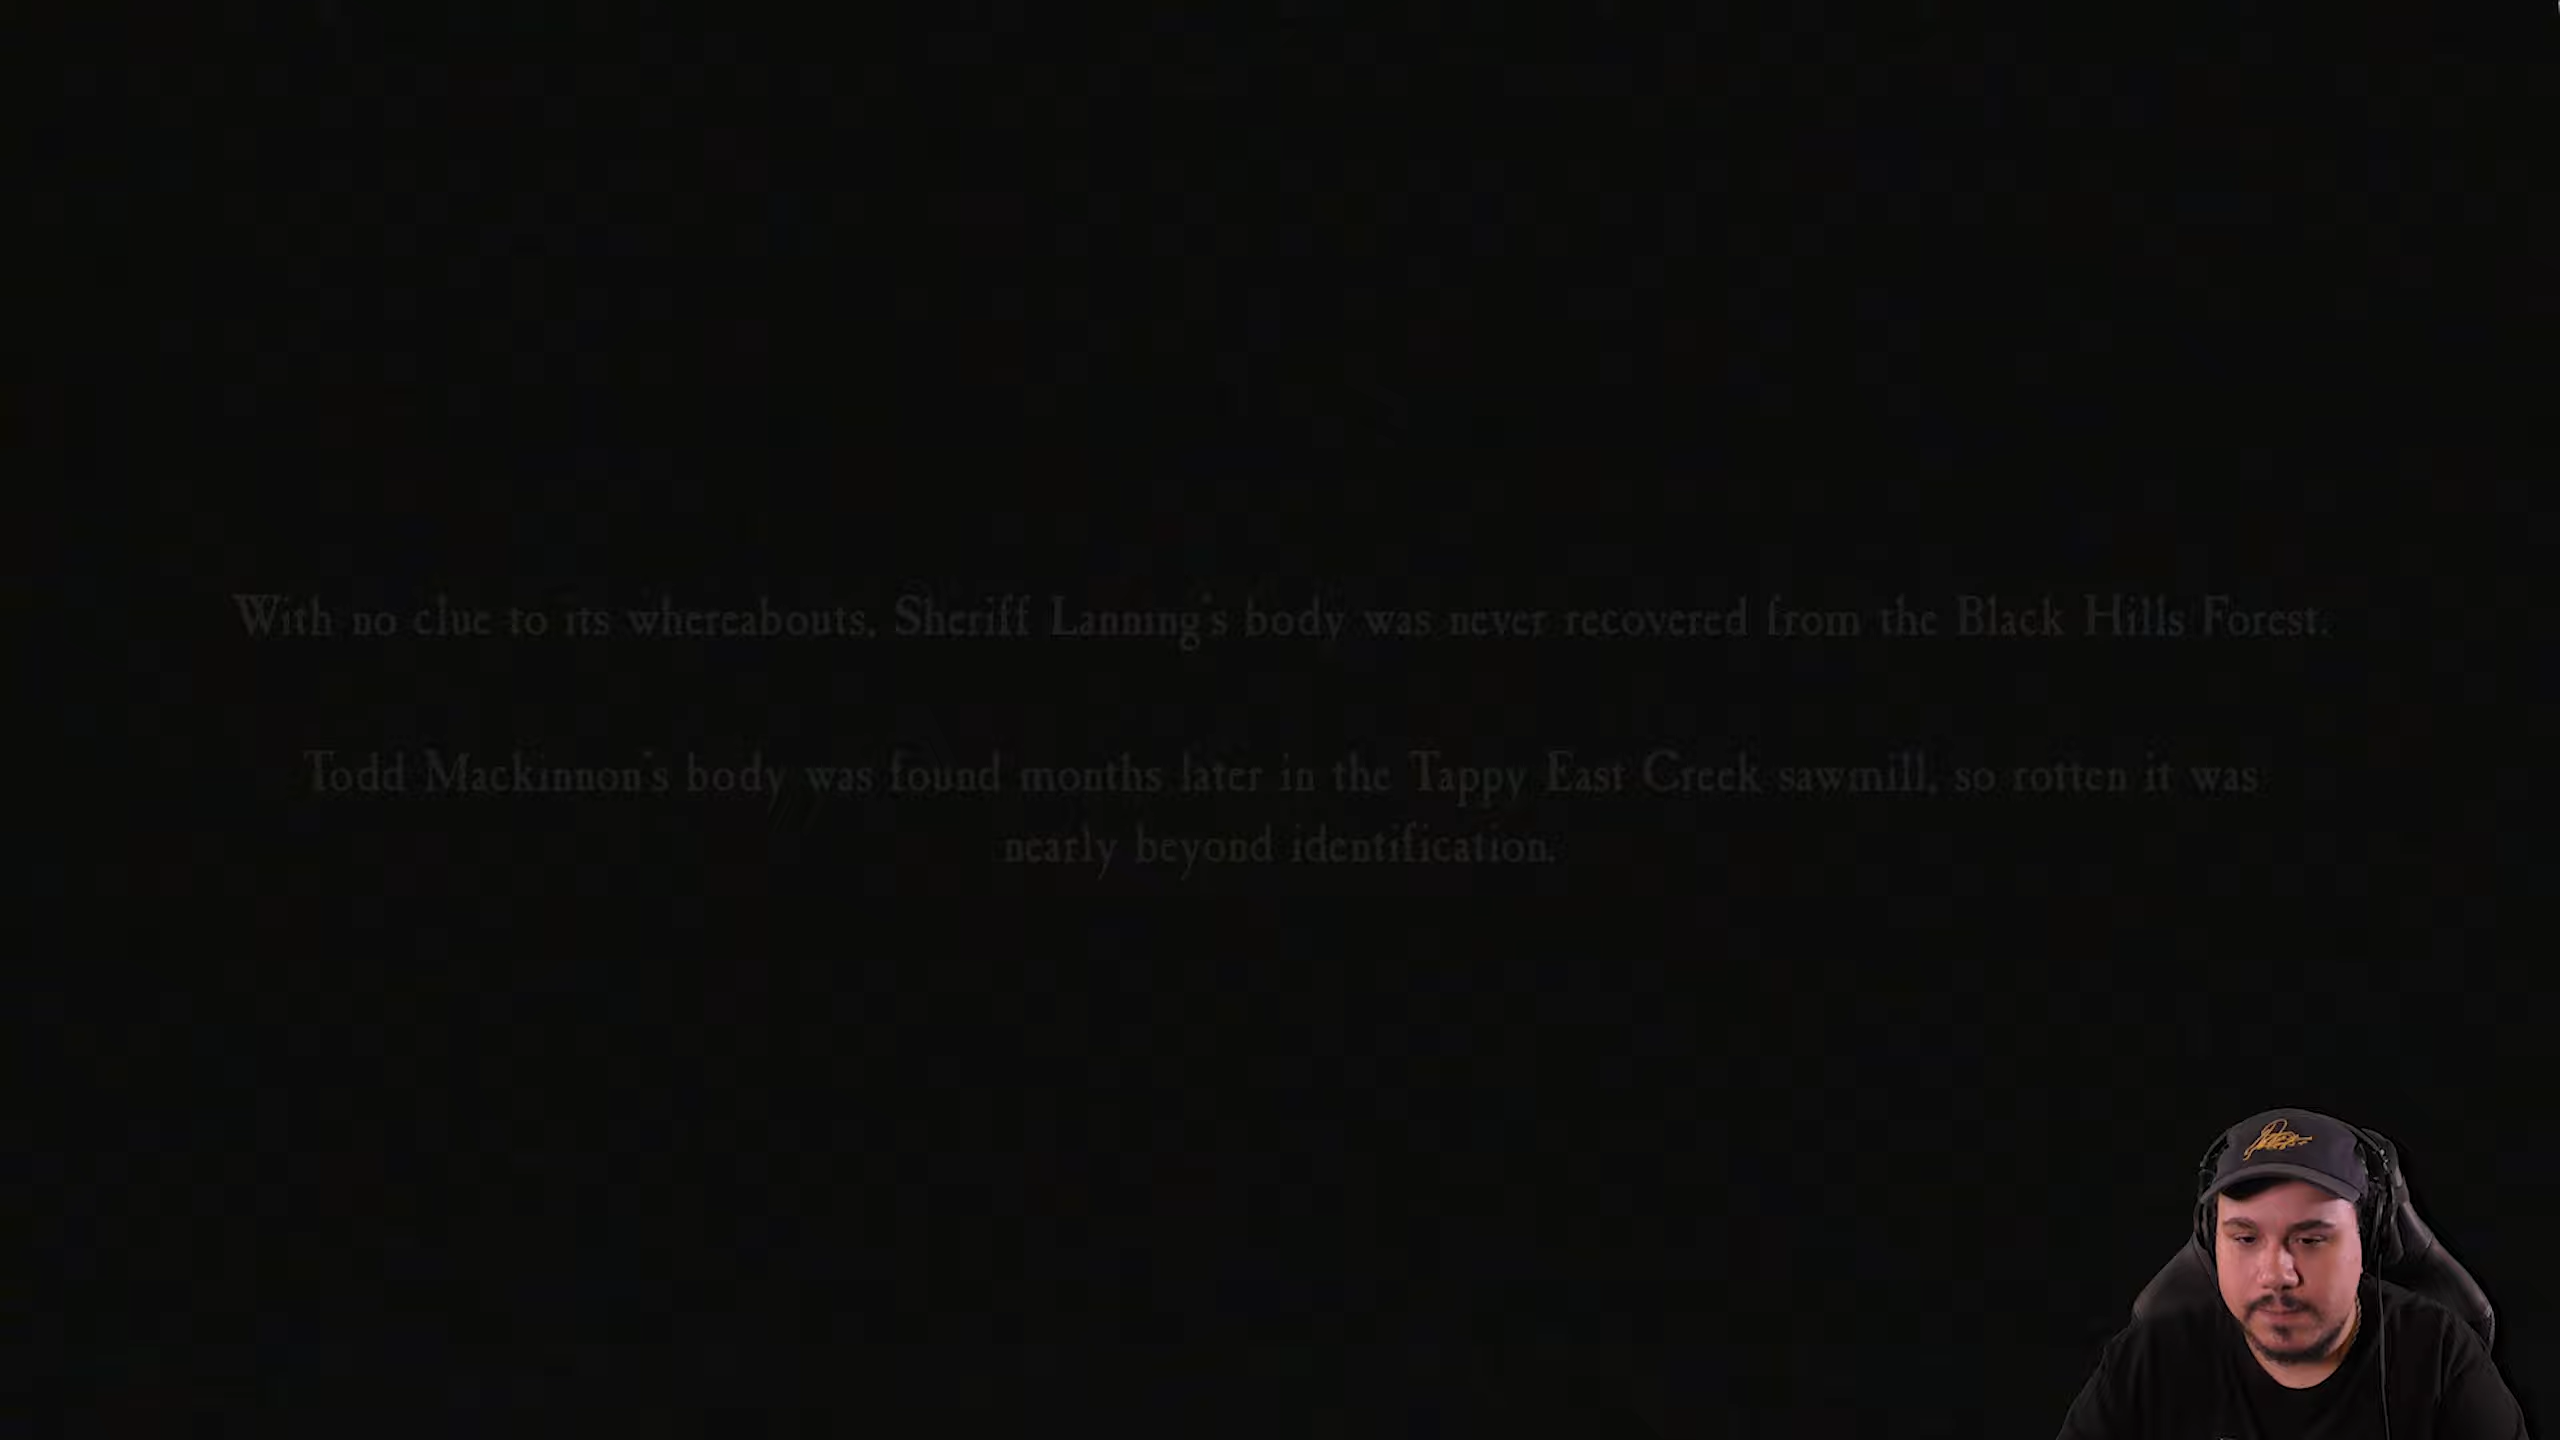 With no clue to its whereabouts, Sheriff Lanning's body was never recovered from the Black Hills Forest.
Todd Mackinnon's body was found months later in the Tappy East Creek sawmill, so rotten it was
nearly beyond identification.